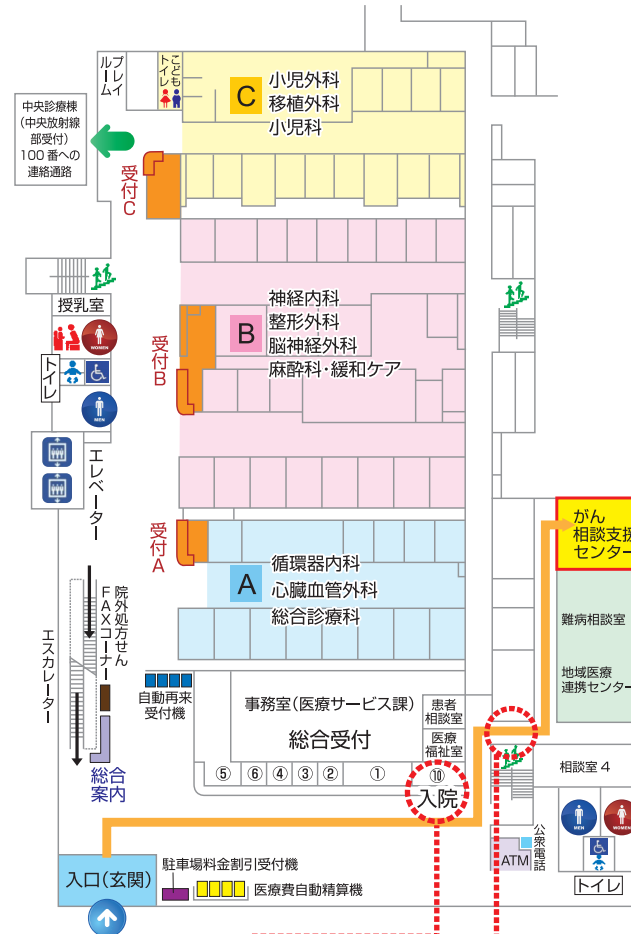 プレイ
ルーム
こども
トイレ
C
小児外科
移植外科
小児科
中央診療棟
(中央放射線
部受付)
100番への
連絡通路
受付C
授乳室
WOMEN
トイレ
MEN
B
神経内科
整形外科
脳神経外科
麻酔科・緩和ケア
受付B
エレベーター
受付A
A
循環器内科
心臓血管外科
総合診療科
がん
相談支援
センター
難病相談室
地域医療
連携センター
エスカレーター
院外処方せん
FAXコーナー
総合
案内
自動再来
受付機
事務室(医療サービス課)
総合受付
患者
相談室
医療
福祉室
⑤
⑥
④
③
②
①
⑩
入院
相談室4
MEN
WOMEN
トイレ
公衆電話
ATM
入口(玄関)
駐車場料金割引受付機
医療費自動精算機